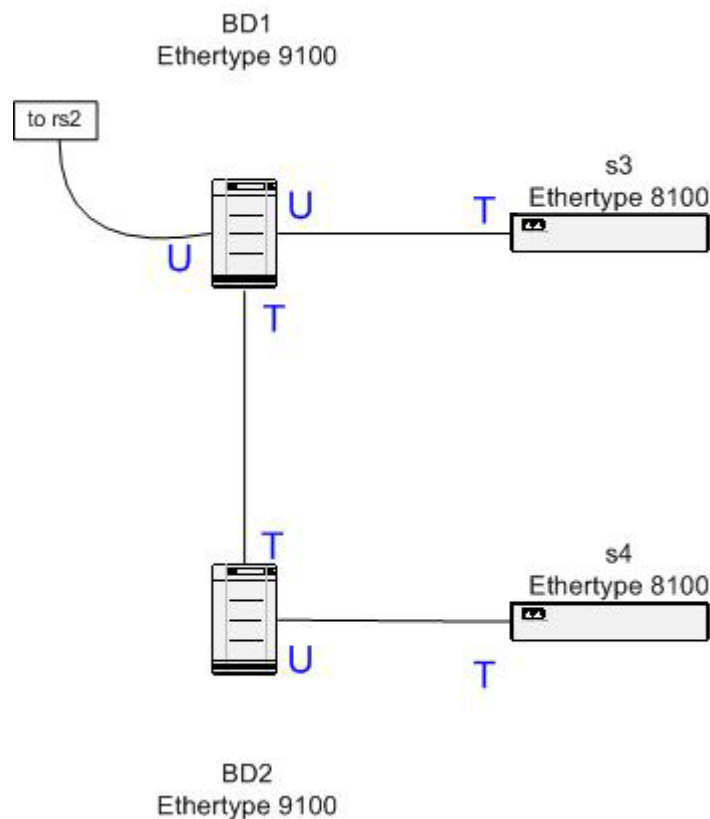 BD1
Ethertype 9100
to rs2
s3
Ethertype 8100
U
T
U
T
T
s4
Ethertype 8100
U
T
BD2
Ethertype 9100